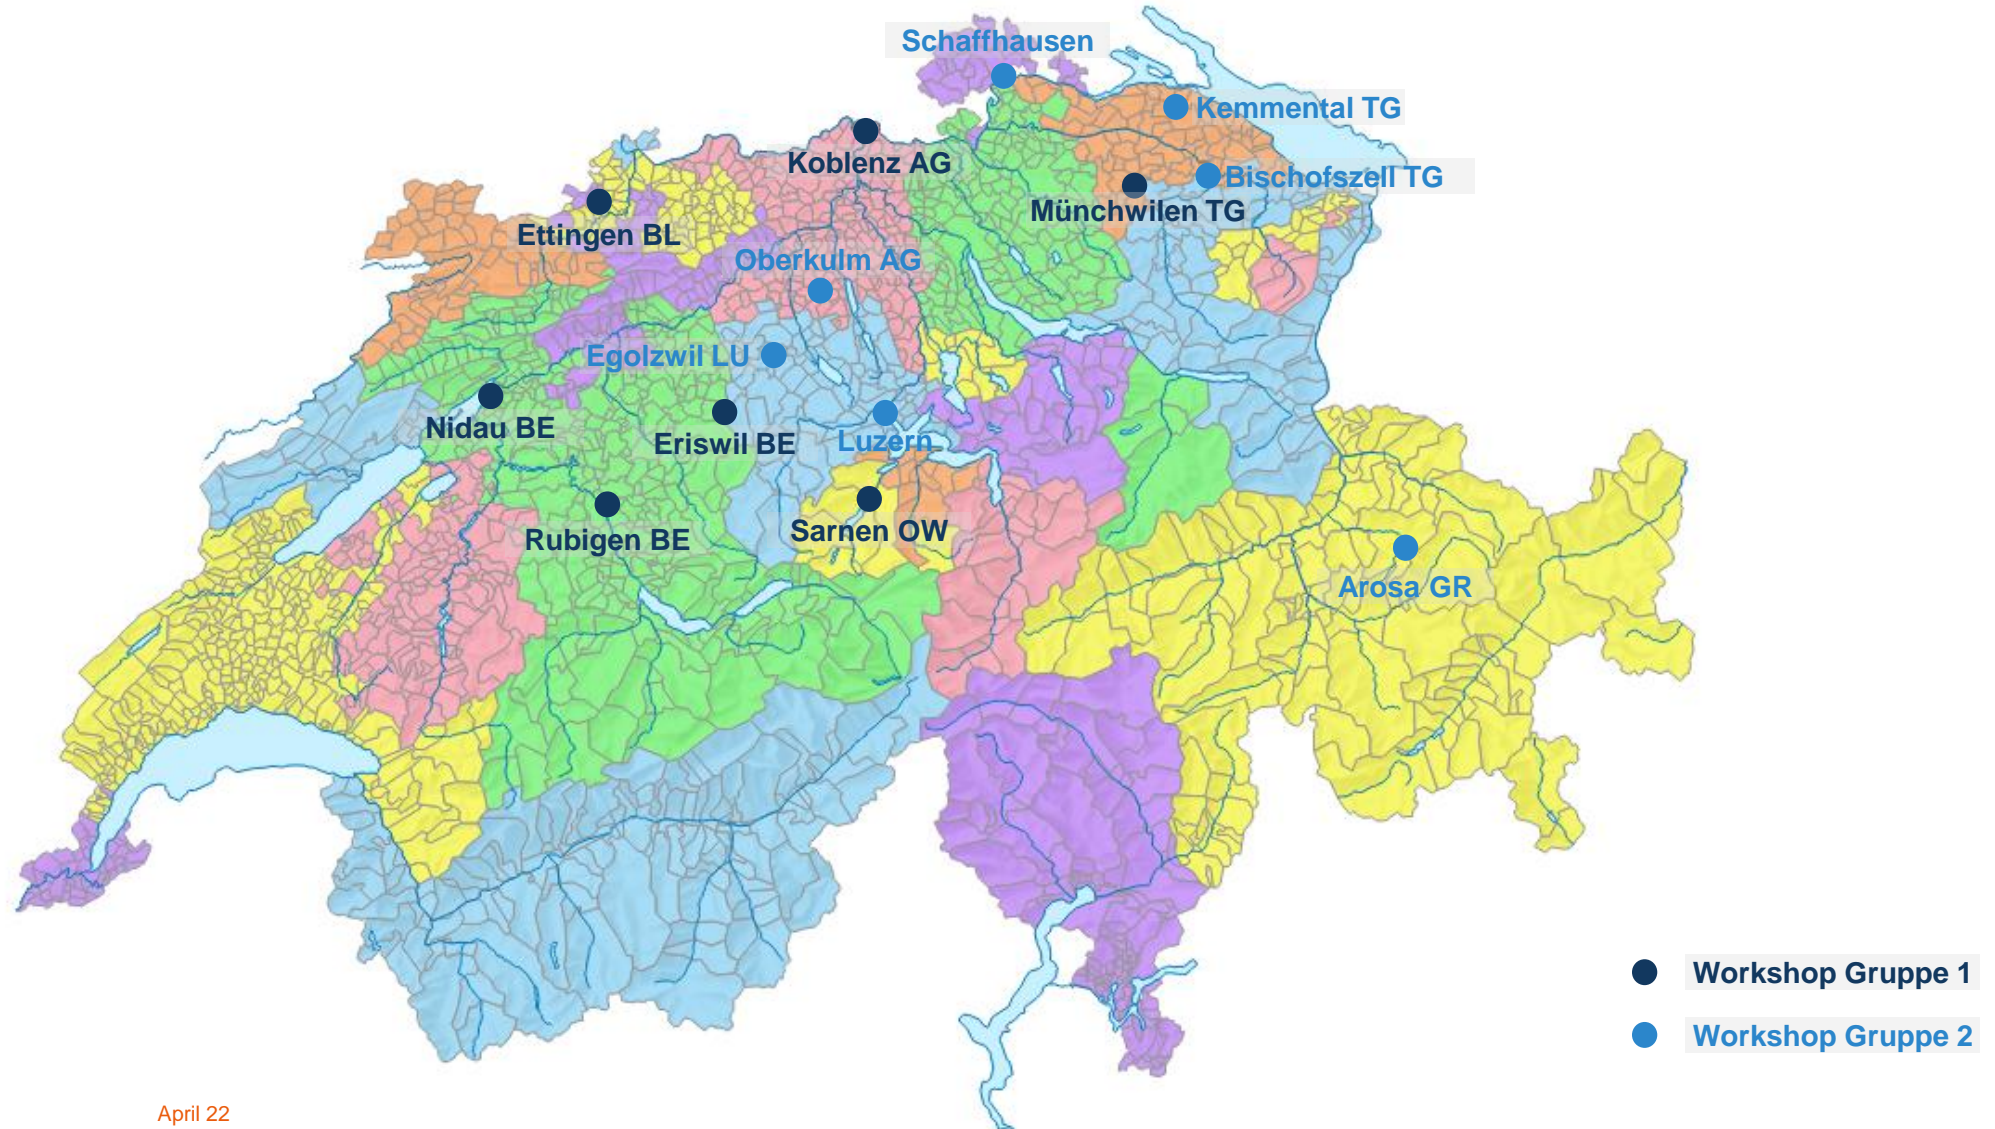 Schaffhausen
Kemmental TG
Koblenz AG
Bischofszell TG
Münchwilen TG
Ettingen BL
Oberkulm AG
Egolzwil LU
Nidau BE
Eriswil BE
Luzern
Sarnen OW
Rubigen BE
Arosa GR
Workshop Gruppe 1
Workshop Gruppe 2
April 22